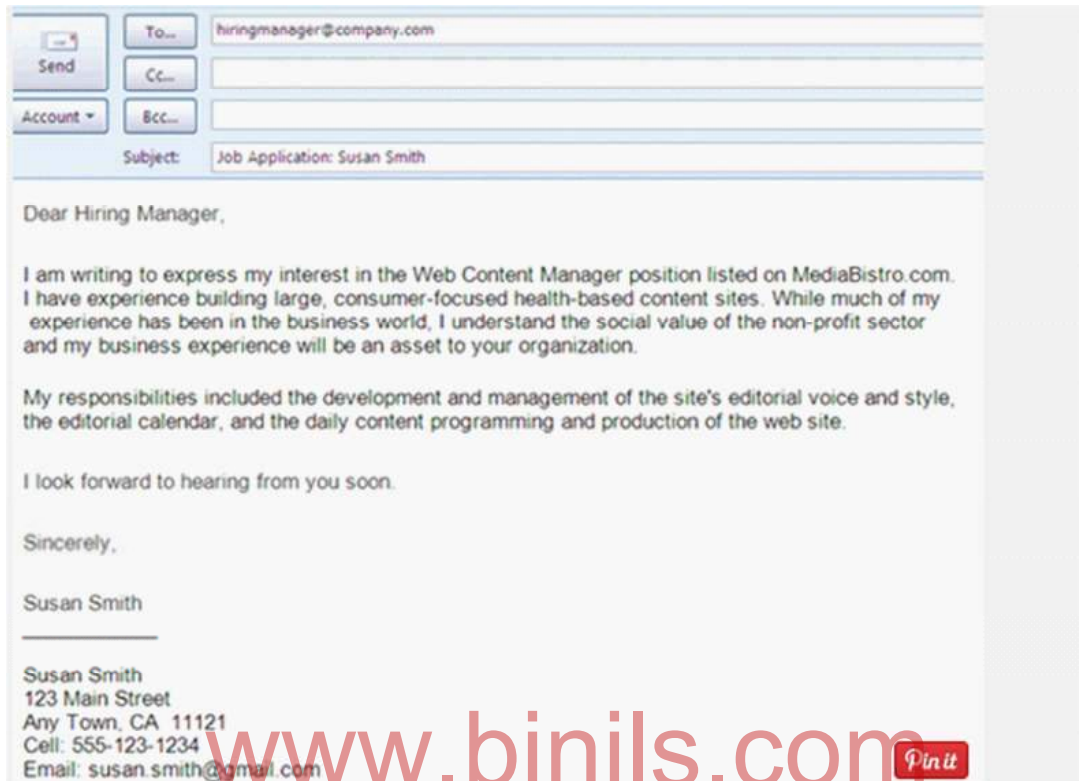 To...
hiringmanager@company.com
Send
Cc...
Account
Bcc...
Subject:
Job Application: Susan Smith
Dear Hiring Manager,
I am writing to express my interest in the Web Content Manager position listed on MediaBistro.com.
I have experience building large, consumer-focused health-based content sites. While much of my
experience has been in the business world, I understand the social value of the non-profit sector
and my business experience will be an asset to your organization.
My responsibilities included the development and management of the site's editorial voice and style,
the editorial calendar, and the daily content programming and production of the web site.
I look forward to hearing from you soon.
Sincerely,
Susan Smith
Susan Smith
123 Main Street
Any Town, CA 11121
Cell: 555-123-1234
Email: susan.smith@gmail.com
www.binils.com
Pin it